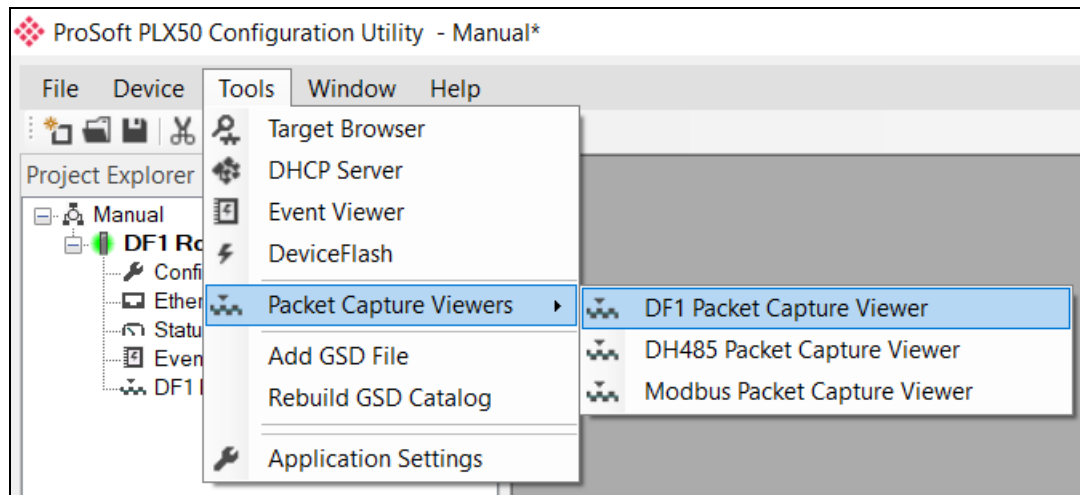 ProSoft PLX50 Configuration Utility - Manual*
File Device Tools Window Help
Project Explorer
Manual
DF1 Ro
Confi
Ether
Statu
Even
DF1
Target Browser
DHCP Server
Event Viewer
DeviceFlash
Packet Capture Viewers
Add GSD File
Rebuild GSD Catalog
Application Settings
DF1 Packet Capture Viewer
DH485 Packet Capture Viewer
Modbus Packet Capture Viewer